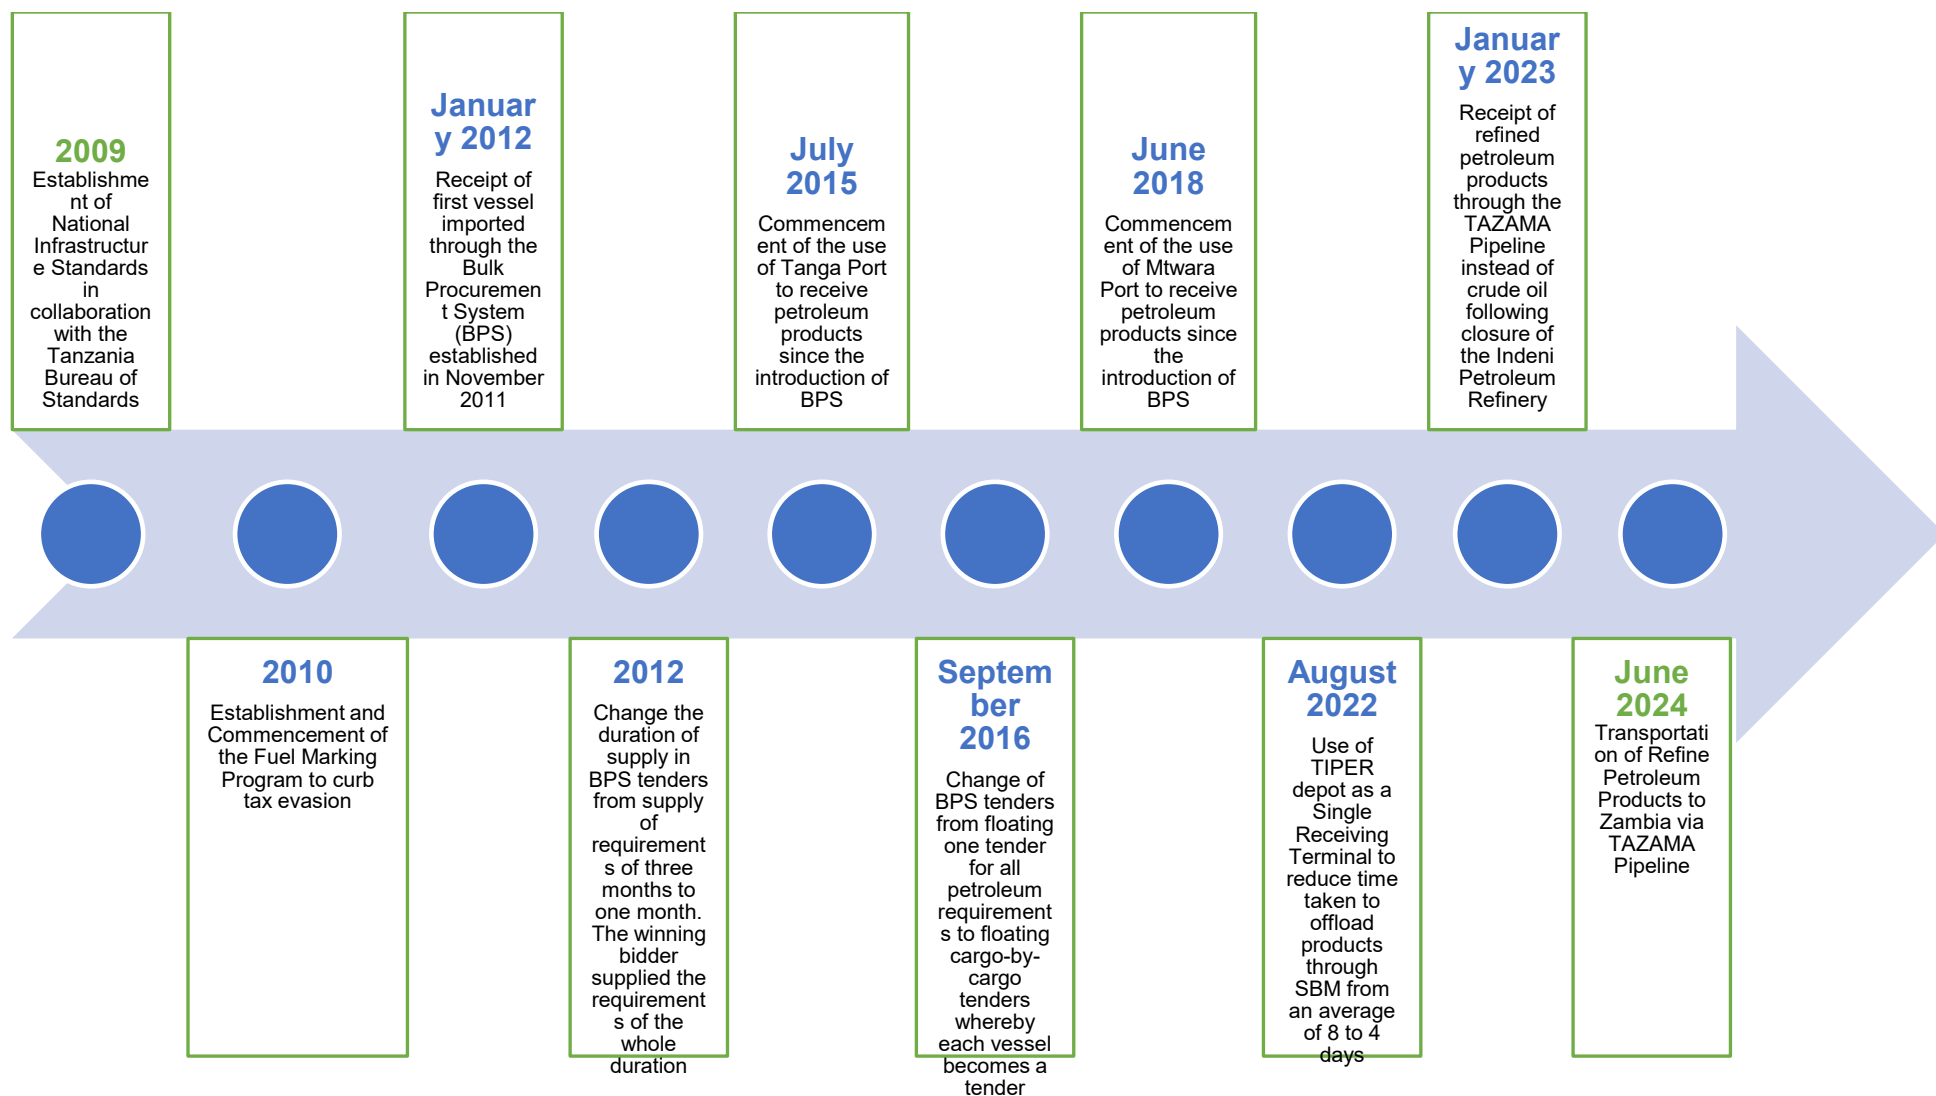 2009
Establishme
nt of
National
Infrastructur
e Standards
in
collaboration
with the
Tanzania
Bureau of
Standards
2010
Establishment and
Commencement of
the Fuel Marking
Program to curb
tax evasion
Januar
y 2012
Receipt of
first vessel
imported
through the
Bulk
Procuremen
t System
(BPS)
established
in November
2011
2012
Change the
duration of
supply in
BPS tenders
from supply
of
requirement
s of three
months to
one month.
The winning
bidder
supplied the
requirement
s of the
whole
duration
July
2015
Commencem
ent of the use
of Tanga Port
to receive
petroleum
products
since the
introduction of
BPS
Septem
ber
2016
Change of
BPS tenders
from floating
one tender
for all
petroleum
requirement
s to floating
cargo-by-
cargo
tenders
whereby
each vessel
becomes a
tender
June
2018
Commencem
ent of the use
of Mtwara
Port to receive
petroleum
products since
the
introduction of
BPS
August
2022
Use of
TIPER
depot as a
Single
Receiving
Terminal to
reduce time
taken to
offload
products
through
SBM from
an average
of 8 to 4
days
Januar
y 2023
Receipt of
refined
petroleum
products
through the
TAZAMA
Pipeline
instead of
crude oil
following
closure of
the Indeni
Petroleum
Refinery
June
2024
Transportati
on of Refine
Petroleum
Products to
Zambia via
TAZAMA
Pipeline